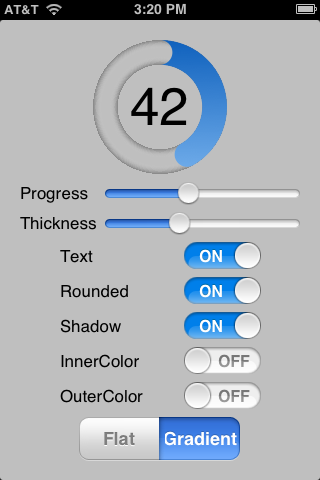 AT&T 3:20 PM
42
Progress
Thickness
Text ON
Rounded ON
Shadow ON
InnerColor OFF
OuterColor OFF
Flat Gradient